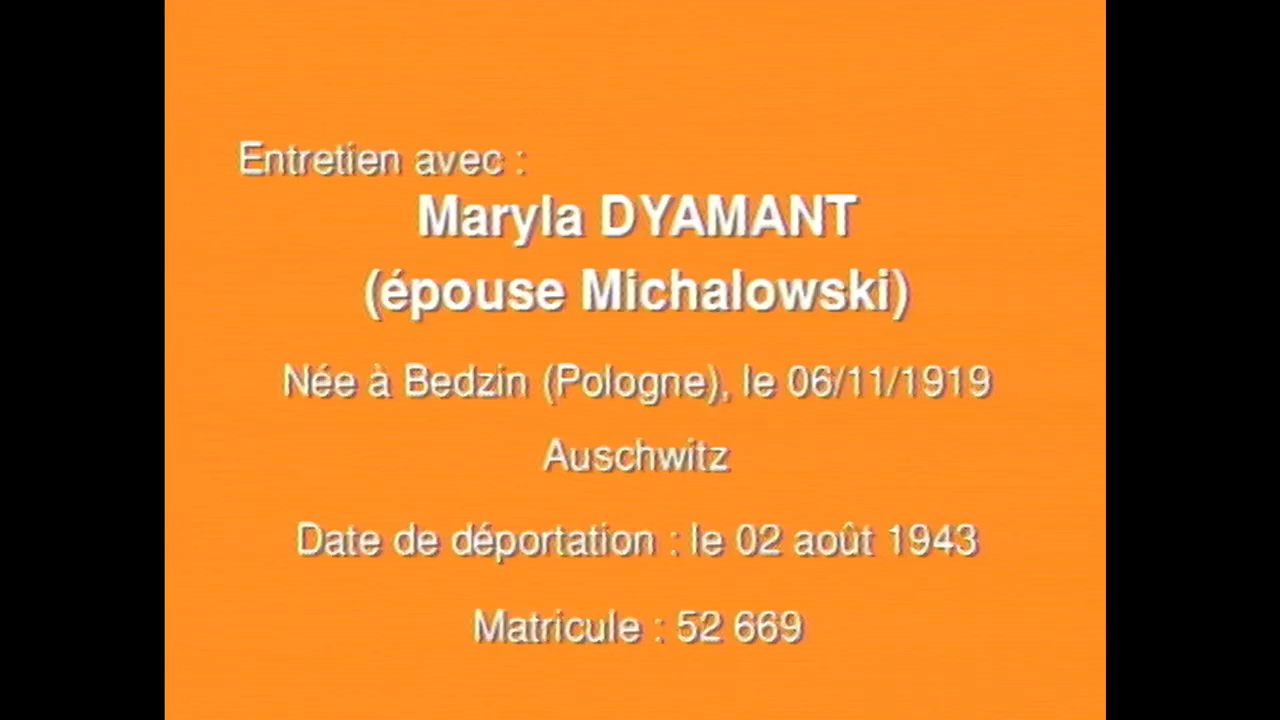 Entretien avec :
Maryla DYAMANT
(épouse Michalowski)
Née à Bedzin (Pologne), le 06/11/1919
Auschwitz
Date de déportation : le 02 août 1943
Matricule : 52 669